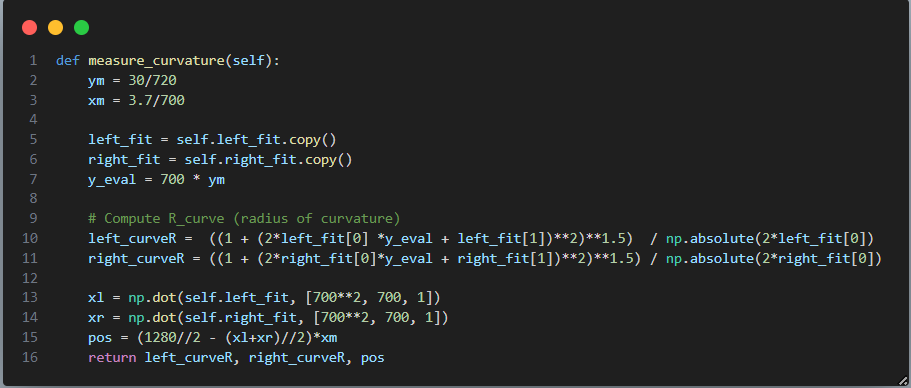 1 def measure_curvature(self):
2     ym = 30/720
3     xm = 3.7/700
4
5     left_fit = self.left_fit.copy()
6     right_fit = self.right_fit.copy()
7     y_eval = 700 * ym
8
9     # Compute R_curve (radius of curvature)
10     left_curveR =  ((1 + (2*left_fit[0] *y_eval + left_fit[1])**2)**1.5)  / np.absolute(2*left_fit[0])
11     right_curveR = ((1 + (2*right_fit[0]*y_eval + right_fit[1])**2)**1.5) / np.absolute(2*right_fit[0])
12
13     xl = np.dot(self.left_fit, [700**2, 700, 1])
14     xr = np.dot(self.right_fit, [700**2, 700, 1])
15     pos = (1280//2 - (xl+xr)//2)*xm
16     return left_curveR, right_curveR, pos